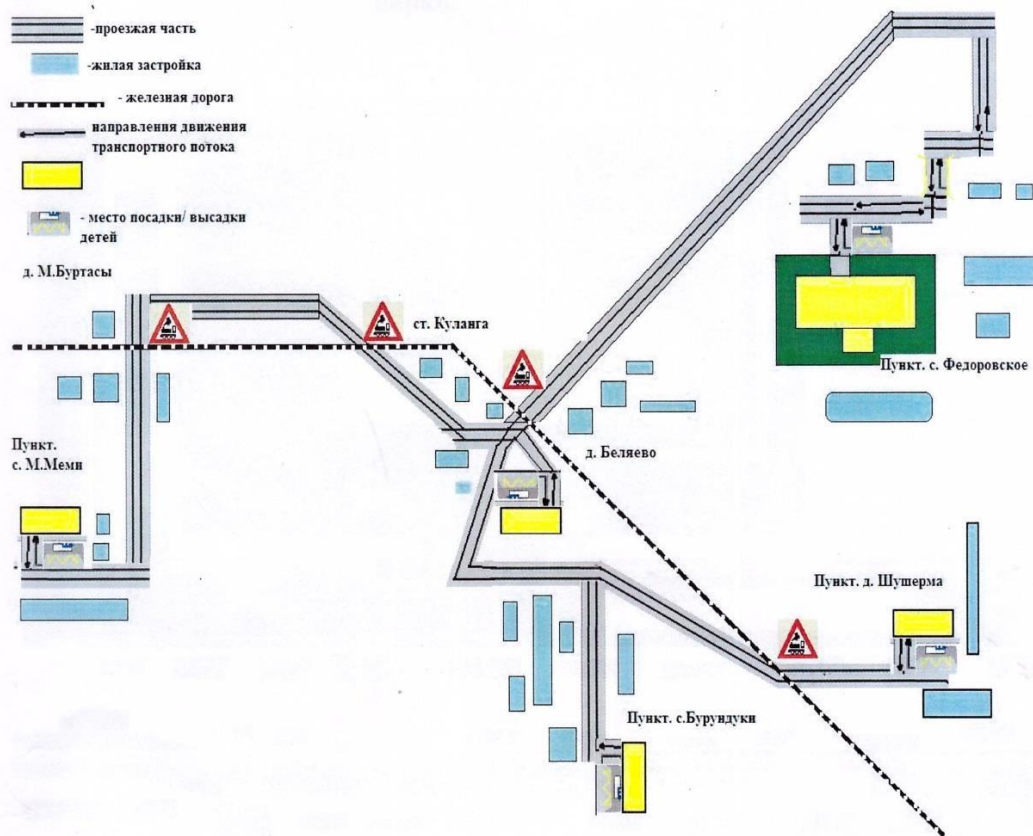 -проезжая часть
-жилая застройка
- железная дорога
направления движения
транспортного потока
- место посадки/ высадки
детей
д. М.Буртасы
ст. Куланга
Пункт. с. Федоровское
д. Беляево
Пункт.
с. М.Меми
Пункт. д. Шушерма
Пункт. с.Бурундуки